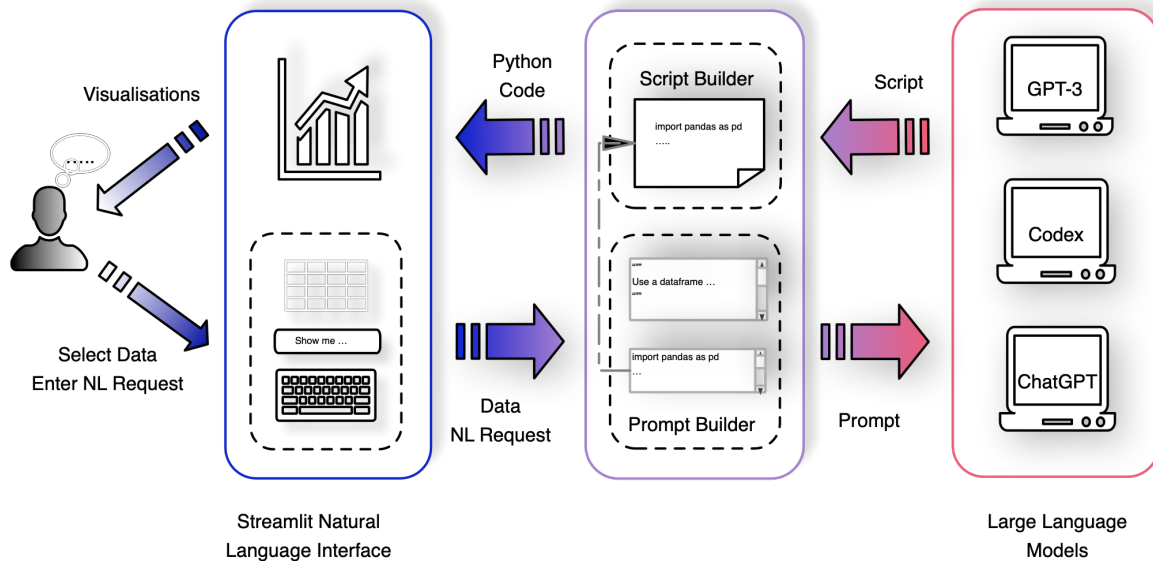 Visualisations
.....
Select Data
Enter NL Request
Show me ...
Streamlit Natural
Language Interface
Python
Code
Data
NL Request
Script Builder
import pandas as pd
.....
"""
Use a dataframe ...
"""
import pandas as pd
...
Prompt Builder
Script
Prompt
GPT-3
Codex
ChatGPT
Large Language
Models